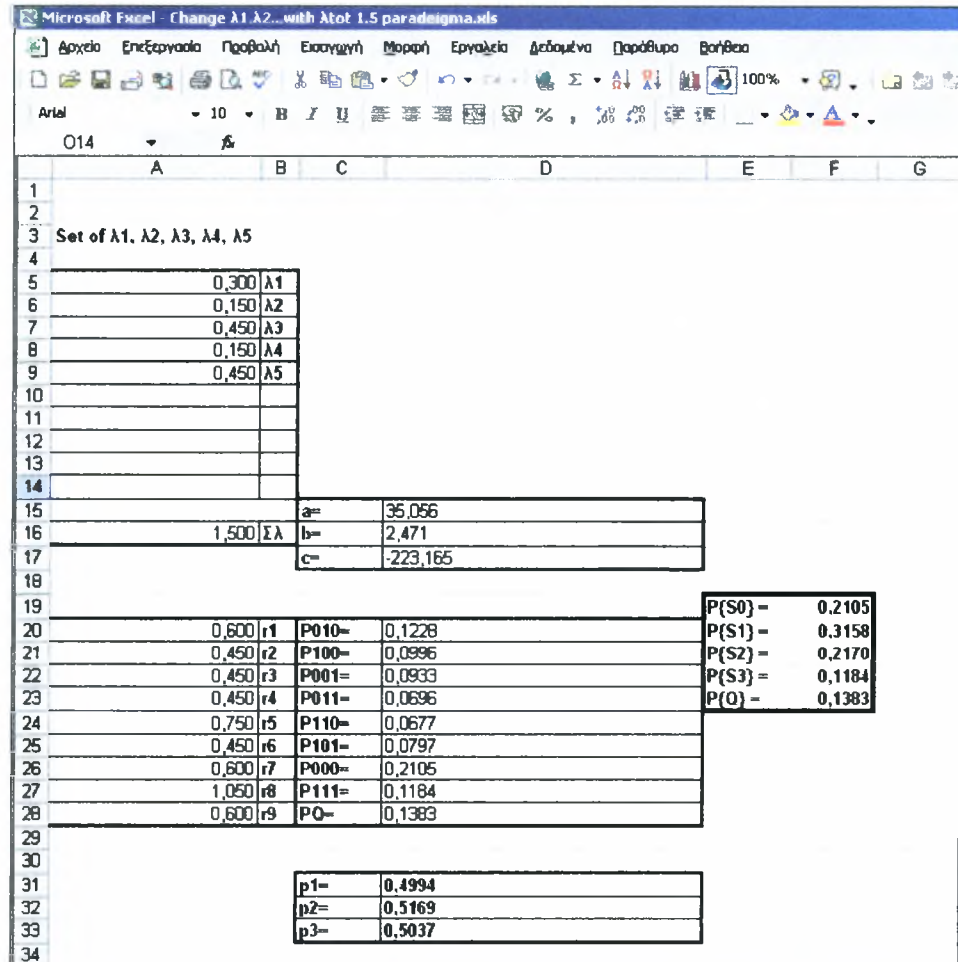 Microsoft Excel - Change λ1 λ2...with λtot 1.5 paradeigma.xls
Αρχείο Επεξεργασία Προβολή Εισαγωγή Μορφή Εργαλεία Δεδομένα Παράθυρο Βοήθεια
100%
Arial 10 B I U
O14 fx
A B C D E F G
1
2
3 Set of λ1, λ2, λ3, λ4, λ5
4
5 0,300 λ1
6 0,150 λ2
7 0,450 λ3
8 0,150 λ4
9 0,450 λ5
10
11
12
13
14
15 a= 35,056
16 1,500 Σλ b= 2,471
17 c= -223,165
18
19 P{S0} = 0,2105
20 0,600 r1 P010= 0,1228 P{S1} = 0,3158
21 0,450 r2 P100= 0,0996 P{S2} = 0,2170
22 0,450 r3 P001= 0,0933 P{S3} = 0,1184
23 0,450 r4 P011= 0,0696 P{Q} = 0,1383
24 0,750 r5 P110= 0,0677
25 0,450 r6 P101= 0,0797
26 0,600 r7 P000= 0,2105
27 1,050 r8 P111= 0,1184
28 0,600 r9 PQ= 0,1383
29
30
31 p1= 0,4994
32 p2= 0,5169
33 p3= 0,5037
34